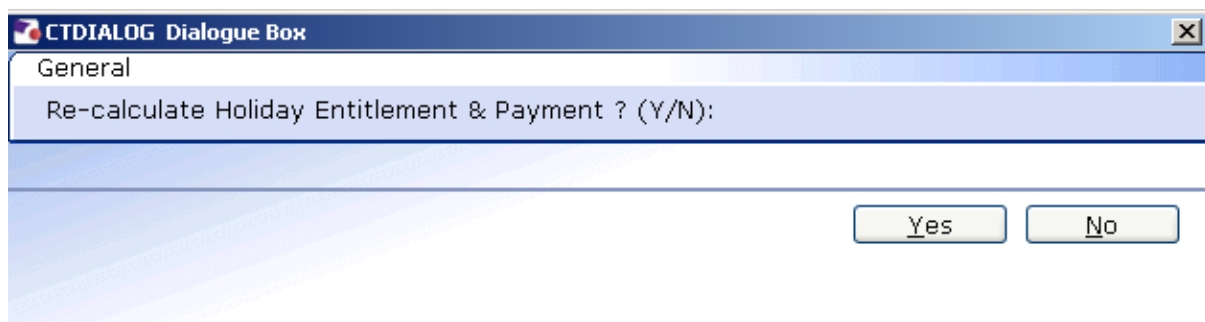 CTDIALOG Dialogue Box
General
Re-calculate Holiday Entitlement & Payment ? (Y/N):
Yes No